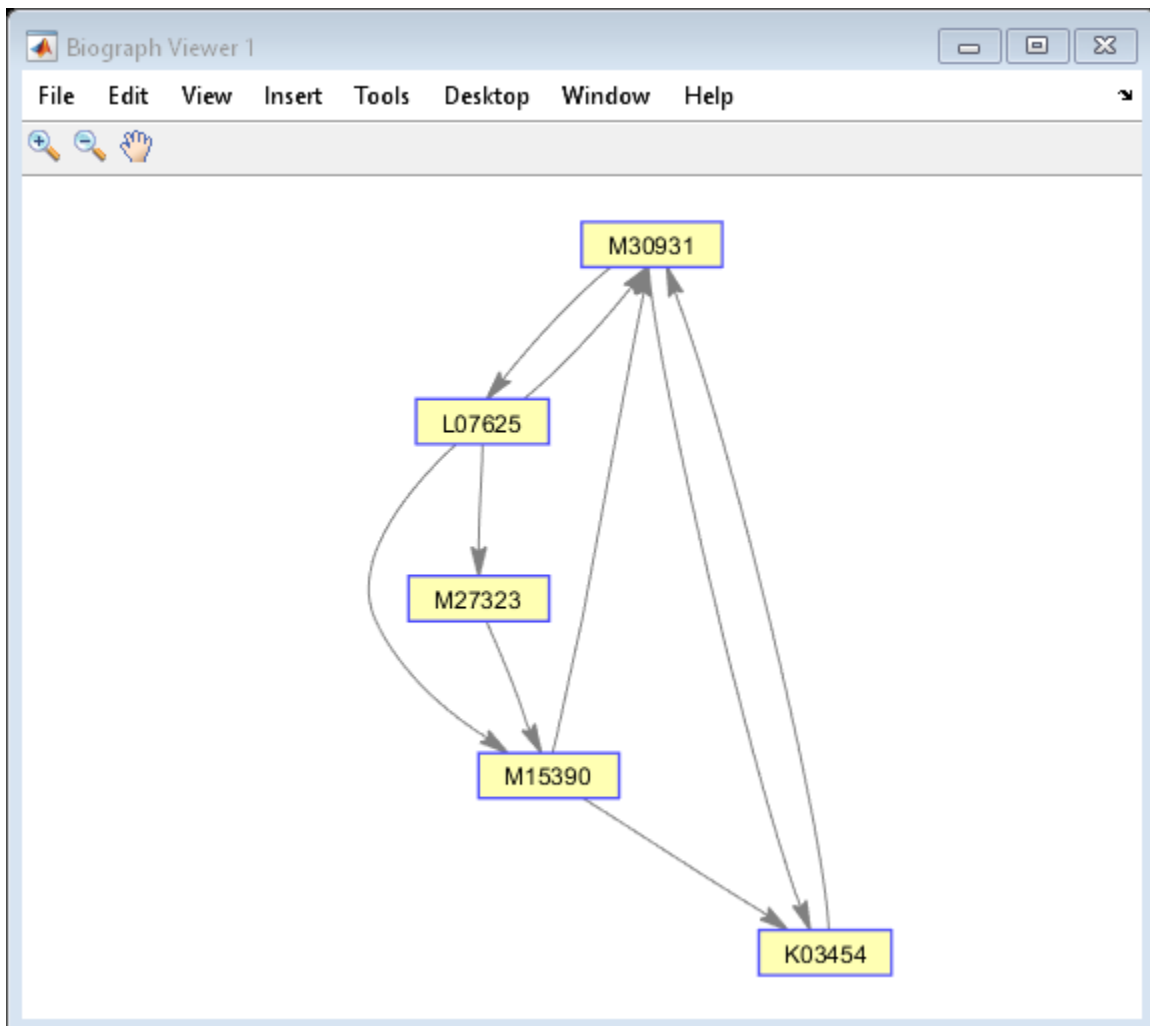 Biograph Viewer 1
File Edit View Insert Tools Desktop Window Help
M30931
L07625
M27323
M15390
K03454